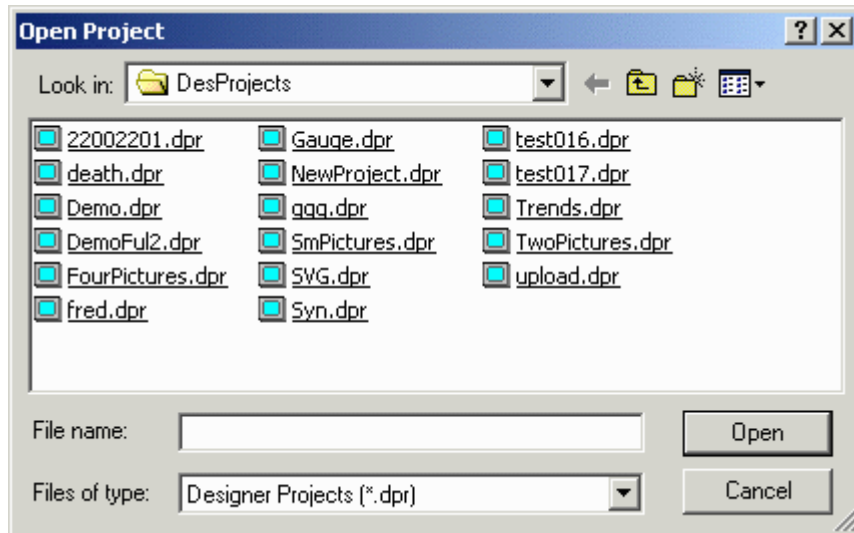 Open Project
Look in: DesProjects
22002201.dpr
death.dpr
Demo.dpr
DemoFul2.dpr
FourPictures.dpr
fred.dpr
Gauge.dpr
NewProject.dpr
qqq.dpr
SmPictures.dpr
SVG.dpr
Syn.dpr
test016.dpr
test017.dpr
Trends.dpr
TwoPictures.dpr
upload.dpr
File name:
Open
Files of type: Designer Projects (*.dpr)
Cancel